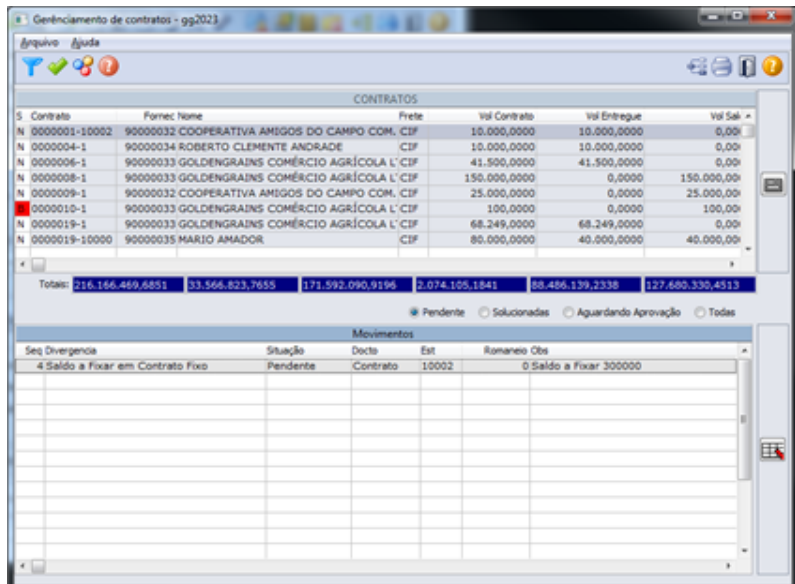 Gerênciamento de contratos - gg2023
Arquivo Ajuda
CONTRATOS
S Contrato Fornec Nome Frete Vol Contrato Vol Entregue Vol Sal
N 0000001-10002 90000032 COOPERATIVA AMIGOS DO CAMPO COM. CIF 10.000,0000 10.000,0000 0,00
N 0000004-1 90000034 ROBERTO CLEMENTE ANDRADE CIF 10.000,0000 10.000,0000 0,00
N 0000006-1 90000033 GOLDENGRAINS COMÉRCIO AGRÍCOLA L CIF 41.500,0000 41.500,0000 0,00
N 0000008-1 90000033 GOLDENGRAINS COMÉRCIO AGRÍCOLA L CIF 150.000,0000 0,0000 150.000,00
N 0000009-1 90000032 COOPERATIVA AMIGOS DO CAMPO COM. CIF 25.000,0000 0,0000 25.000,00
0000010-1 90000033 GOLDENGRAINS COMÉRCIO AGRÍCOLA L CIF 100,0000 0,0000 100,00
N 0000019-1 90000033 GOLDENGRAINS COMÉRCIO AGRÍCOLA L CIF 68.249,0000 68.249,0000 0,00
N 0000019-10000 90000035 MARIO AMADOR CIF 80.000,0000 40.000,0000 40.000,00
Totais: 216.166.469,6851 33.566.823,7655 171.592.090,9196 2.074.105,1841 88.486.139,2338 127.680.330,4513
Pendente Solucionadas Aguardando Aprovação Todas
Movimentos
Seq Divergencia Situação Docto Est Romaneio Obs
4 Saldo a Fixar em Contrato Fixo Pendente Contrato 10002 0 Saldo a Fixar 300000